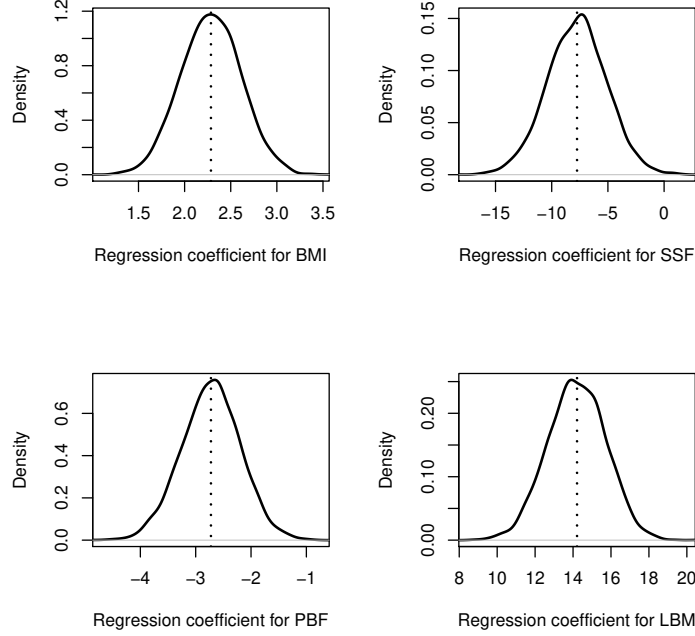 Density
0.0 0.4 0.8 1.2
1.5 2.0 2.5 3.0 3.5
Regression coefficient for BMI
Density
0.00 0.05 0.10 0.15
−15 −10 −5 0
Regression coefficient for SSF
Density
0.0 0.2 0.4 0.6
−4 −3 −2 −1
Regression coefficient for PBF
Density
0.00 0.10 0.20
8 10 12 14 16 18 20
Regression coefficient for LBM